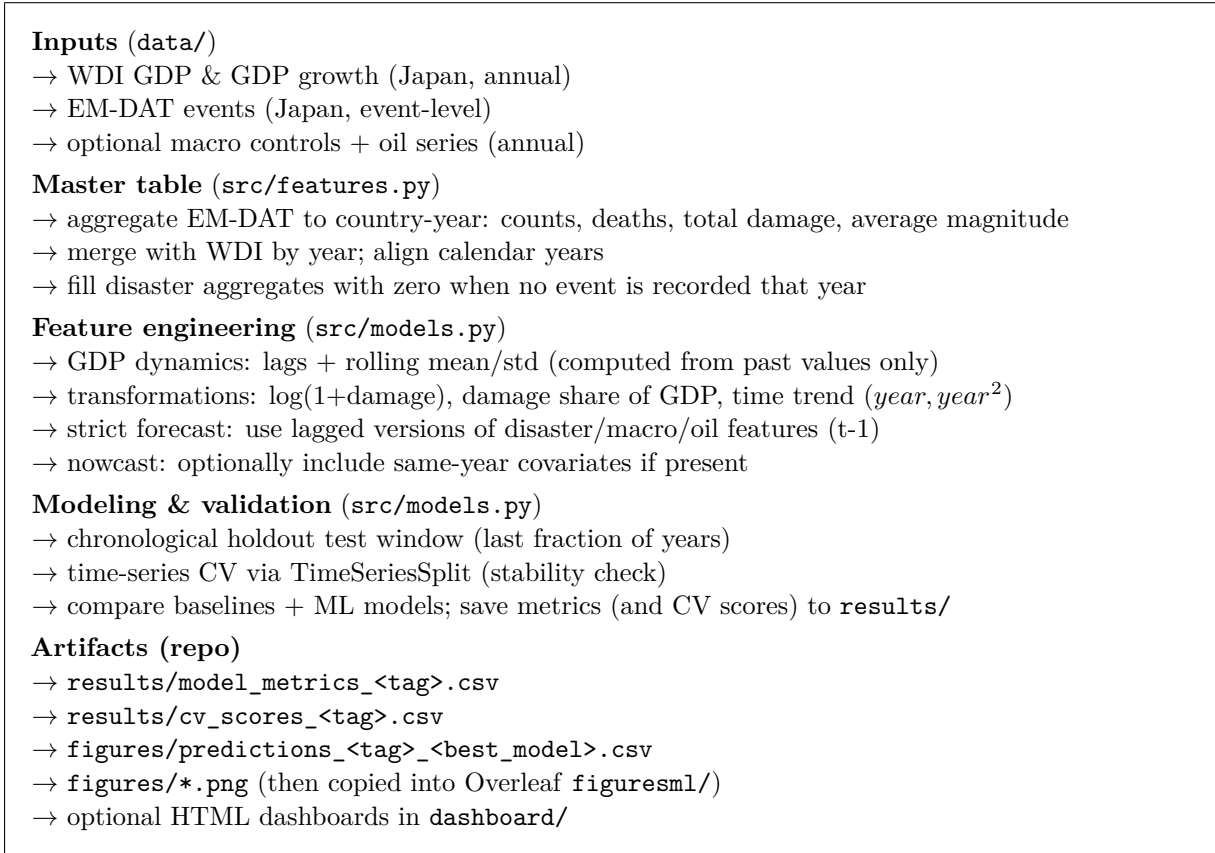 Inputs (data/)
→ WDI GDP & GDP growth (Japan, annual)
→ EM-DAT events (Japan, event-level)
→ optional macro controls + oil series (annual)
Master table (src/features.py)
→ aggregate EM-DAT to country-year: counts, deaths, total damage, average magnitude
→ merge with WDI by year; align calendar years
→ fill disaster aggregates with zero when no event is recorded that year
Feature engineering (src/models.py)
→ GDP dynamics: lags + rolling mean/std (computed from past values only)
→ transformations: log(1+damage), damage share of GDP, time trend (year, year²)
→ strict forecast: use lagged versions of disaster/macro/oil features (t-1)
→ nowcast: optionally include same-year covariates if present
Modeling & validation (src/models.py)
→ chronological holdout test window (last fraction of years)
→ time-series CV via TimeSeriesSplit (stability check)
→ compare baselines + ML models; save metrics (and CV scores) to results/
Artifacts (repo)
→ results/model_metrics_<tag>.csv
→ results/cv_scores_<tag>.csv
→ figures/predictions_<tag>_<best_model>.csv
→ figures/*.png (then copied into Overleaf figuresml/)
→ optional HTML dashboards in dashboard/